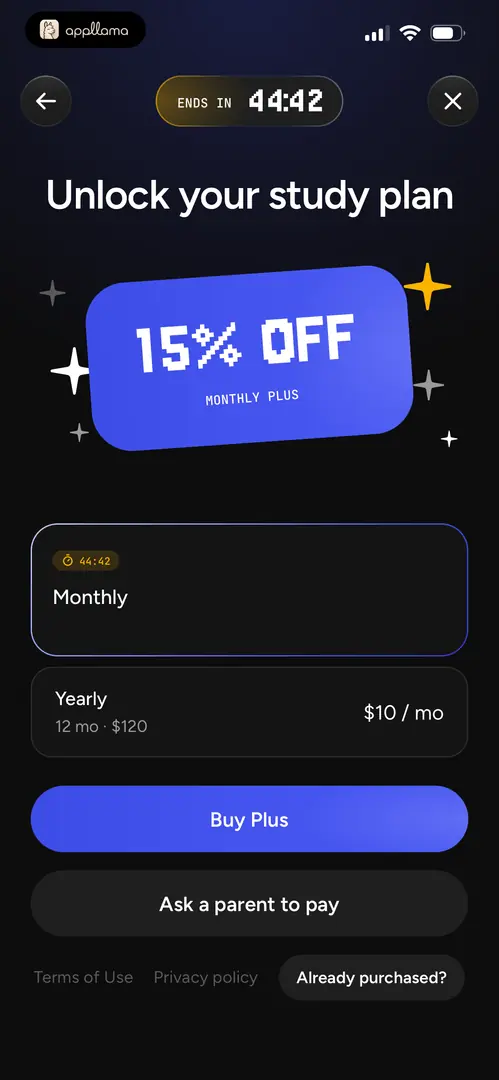 appllama
ENDS IN 44:42
Unlock your study plan
15% OFF
MONTHLY PLUS
44:42
Monthly
Yearly
12 mo · $120
$10 / mo
Buy Plus
Ask a parent to pay
Terms of Use Privacy policy Already purchased?